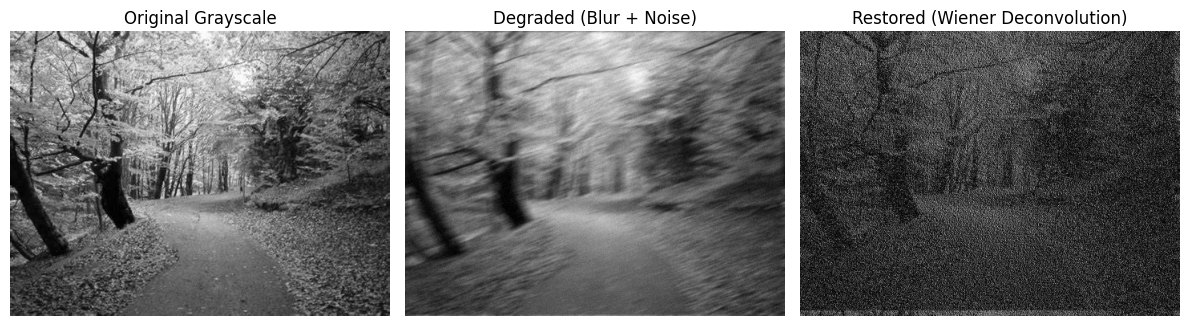 Original Grayscale
Degraded (Blur + Noise)
Restored (Wiener Deconvolution)